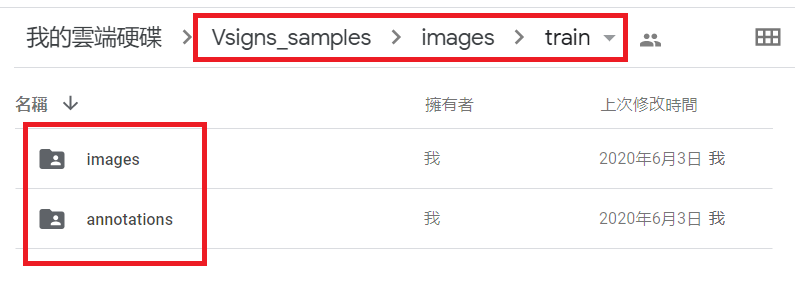 我的雲端硬碟 > Vsigns_samples > images > train
名稱 ↓ 擁有者 上次修改時間
images 我 2020年6月3日 我
annotations 我 2020年6月3日 我